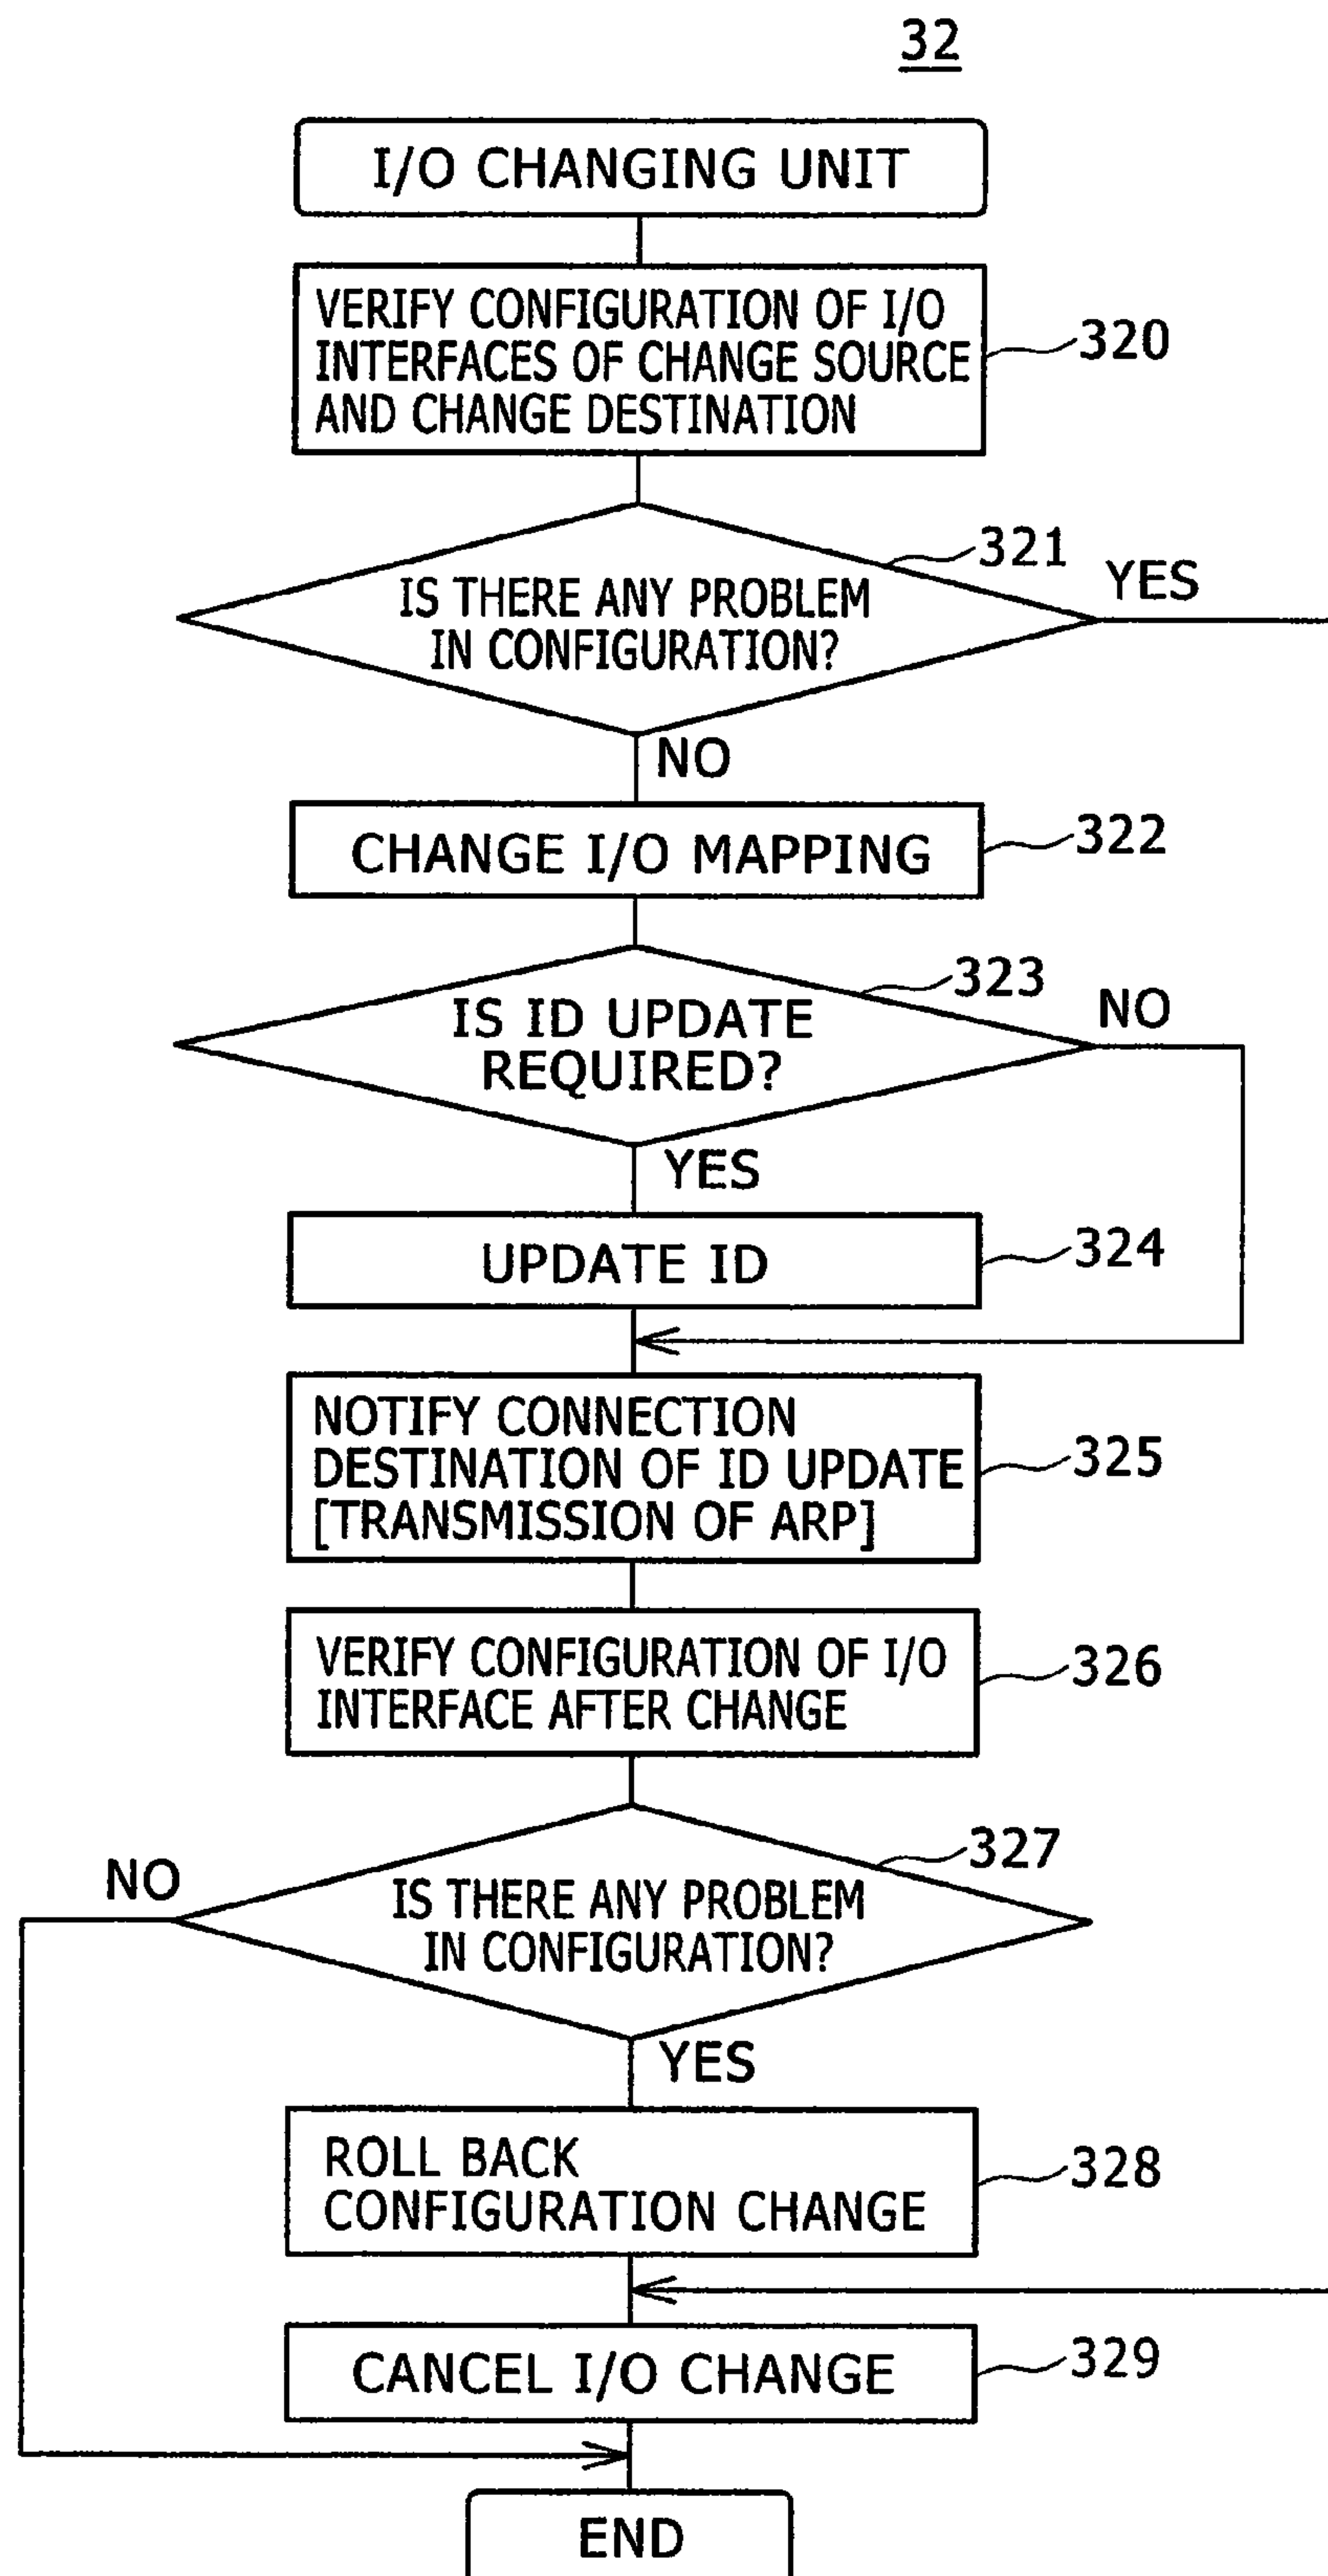 32
I/O CHANGING UNIT
VERIFY CONFIGURATION OF I/O
INTERFACES OF CHANGE SOURCE
AND CHANGE DESTINATION
320
321
IS THERE ANY PROBLEM
IN CONFIGURATION?
YES
NO
CHANGE I/O MAPPING
322
323
IS ID UPDATE
REQUIRED?
NO
YES
UPDATE ID
324
NOTIFY CONNECTION
DESTINATION OF ID UPDATE
[TRANSMISSION OF ARP]
325
VERIFY CONFIGURATION OF I/O
INTERFACE AFTER CHANGE
326
327
NO
IS THERE ANY PROBLEM
IN CONFIGURATION?
YES
ROLL BACK
CONFIGURATION CHANGE
328
CANCEL I/O CHANGE
329
END